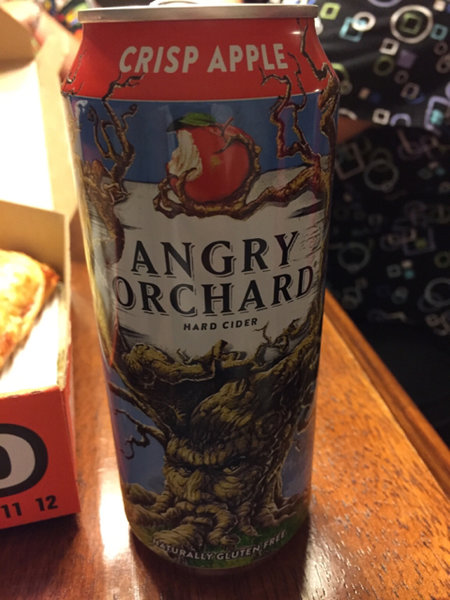 CRISP APPLE
ANGRY
ORCHARD
HARD CIDER
NATURALLY GLUTEN FREE
11 12